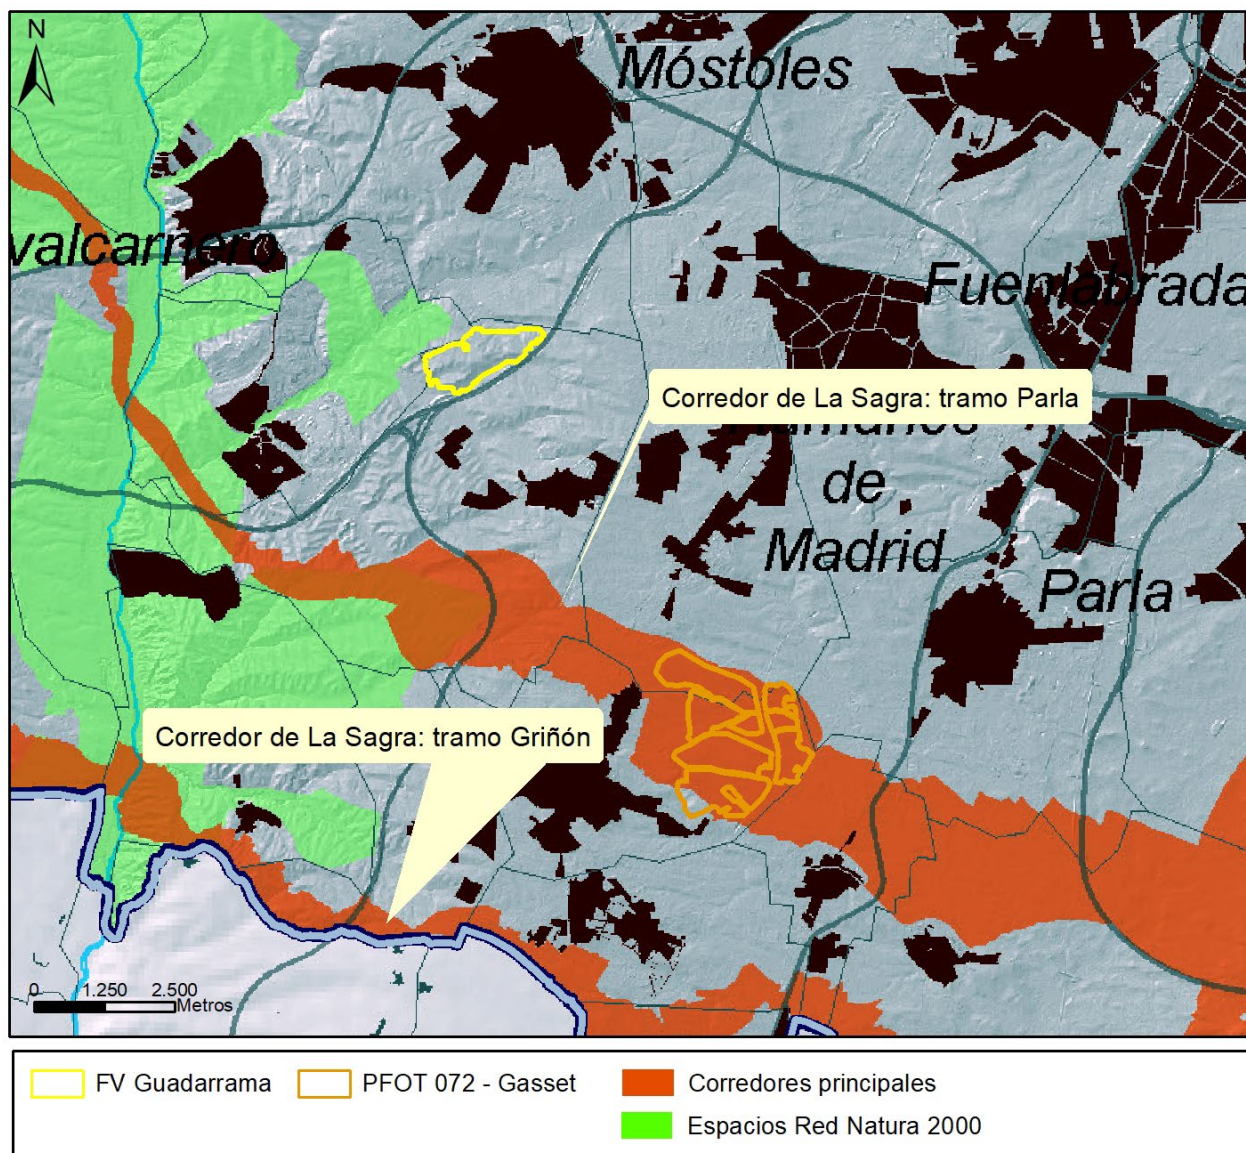 N
Móstoles
valcarnero
Fuenlabrada
Corredor de La Sagra: tramo Parla
de
Madrid
Parla
Corredor de La Sagra: tramo Griñón
0 1.250 2.500
Metros
FV Guadarrama
PFOT 072 - Gasset
Corredores principales
Espacios Red Natura 2000